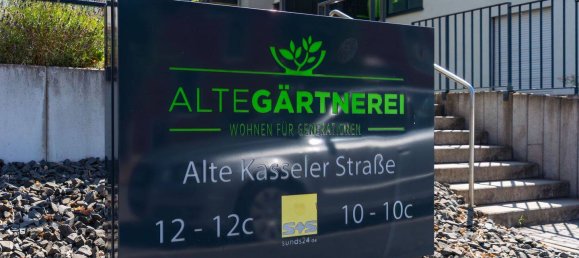 ALTEGÄRTNEREI
WOHNEN FÜR GENERATIONEN
Alte Kasseler Straße
12 - 12c
s+s
sunds24.de
10 - 10c